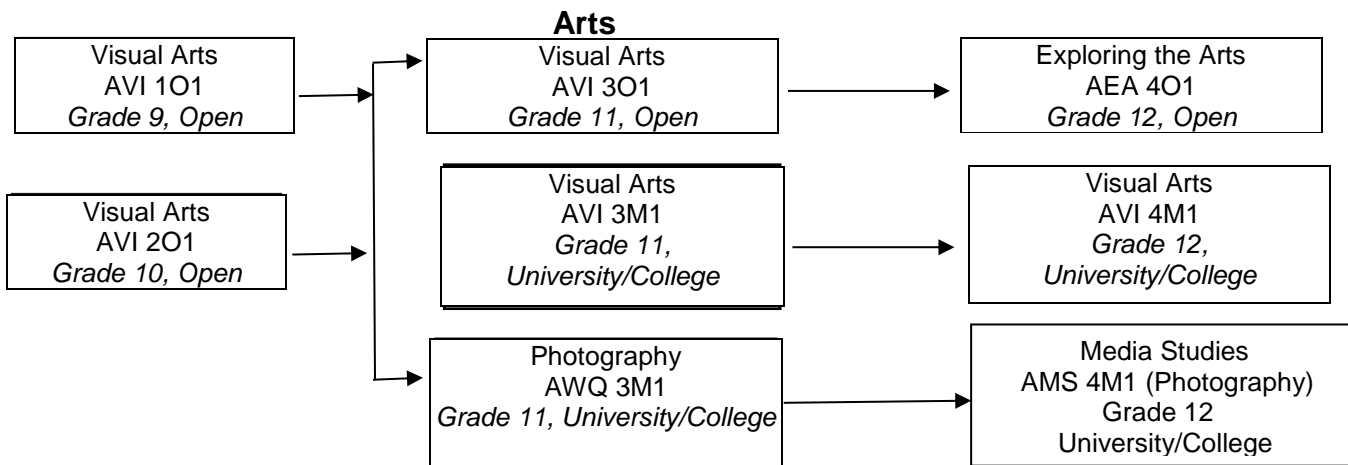 Arts
Visual Arts
AVI 1O1
Grade 9, Open
Visual Arts
AVI 2O1
Grade 10, Open
Visual Arts
AVI 3O1
Grade 11, Open
Visual Arts
AVI 3M1
Grade 11,
University/College
Photography
AWQ 3M1
Grade 11, University/College
Exploring the Arts
AEA 4O1
Grade 12, Open
Visual Arts
AVI 4M1
Grade 12,
University/College
Media Studies
AMS 4M1 (Photography)
Grade 12
University/College